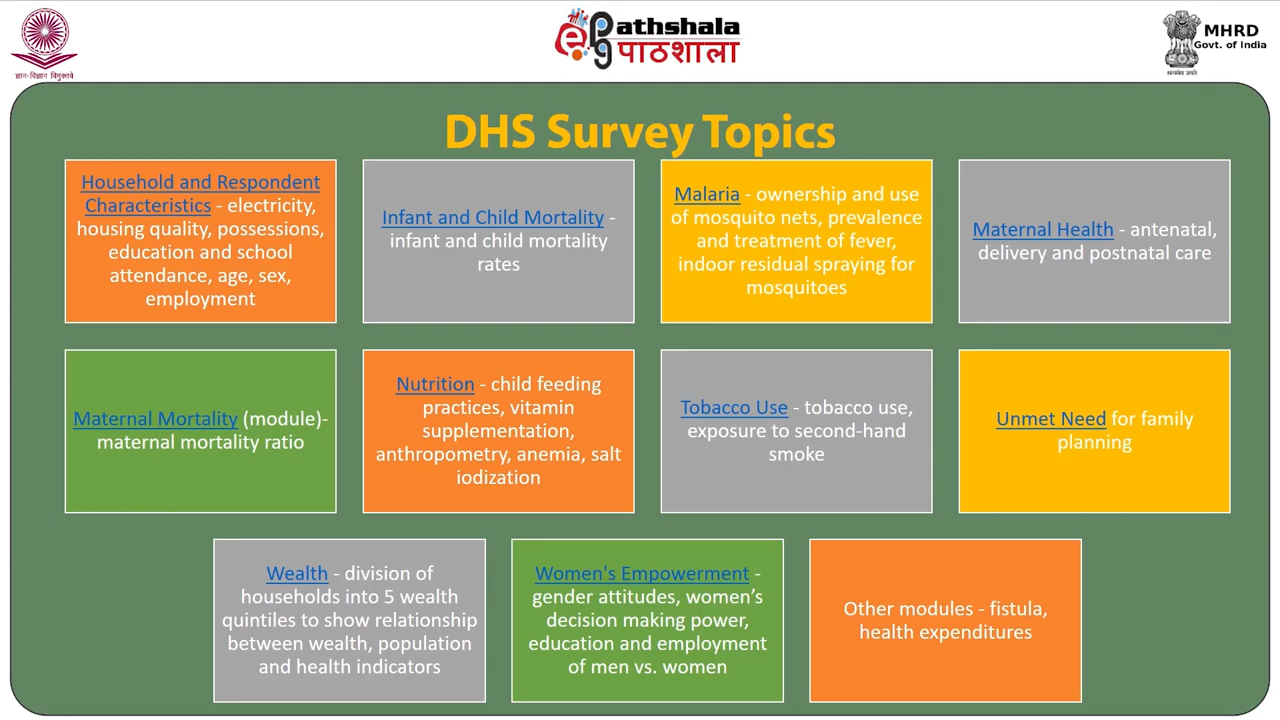 ज्ञान-विज्ञान विमुक्तये
ePathshala
पाठशाला
MHRD
Govt. of India
सत्यमेव जयते
DHS Survey Topics
Household and Respondent
Characteristics - electricity,
housing quality, possessions,
education and school
attendance, age, sex,
employment
Infant and Child Mortality -
infant and child mortality
rates
Malaria - ownership and use
of mosquito nets, prevalence
and treatment of fever,
indoor residual spraying for
mosquitoes
Maternal Health - antenatal,
delivery and postnatal care
Maternal Mortality (module)-
maternal mortality ratio
Nutrition - child feeding
practices, vitamin
supplementation,
anthropometry, anemia, salt
iodization
Tobacco Use - tobacco use,
exposure to second-hand
smoke
Unmet Need for family
planning
Wealth - division of
households into 5 wealth
quintiles to show relationship
between wealth, population
and health indicators
Women's Empowerment -
gender attitudes, women’s
decision making power,
education and employment
of men vs. women
Other modules - fistula,
health expenditures